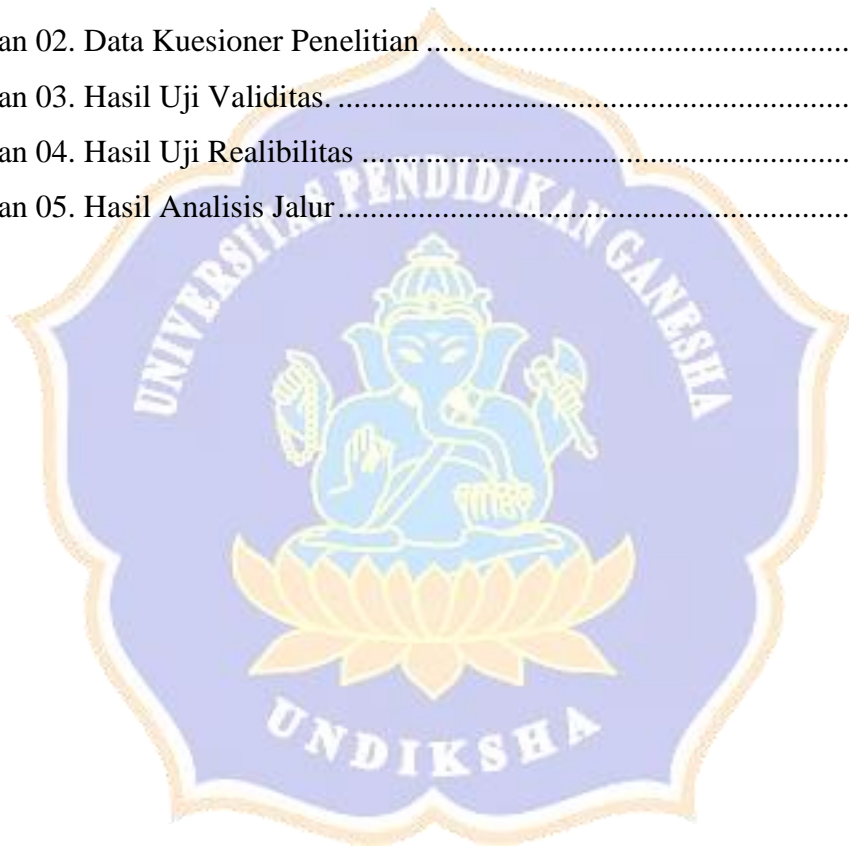 an 02. Data Kuesioner Penelitian ....................................................
an 03. Hasil Uji Validitas. ...............................................................
an 04. Hasil Uji Realibilitas ............................................................
an 05. Hasil Analisis Jalur ...............................................................
UNIVERSITAS PENDIDIKAN GANESHA
UNDIKSHA